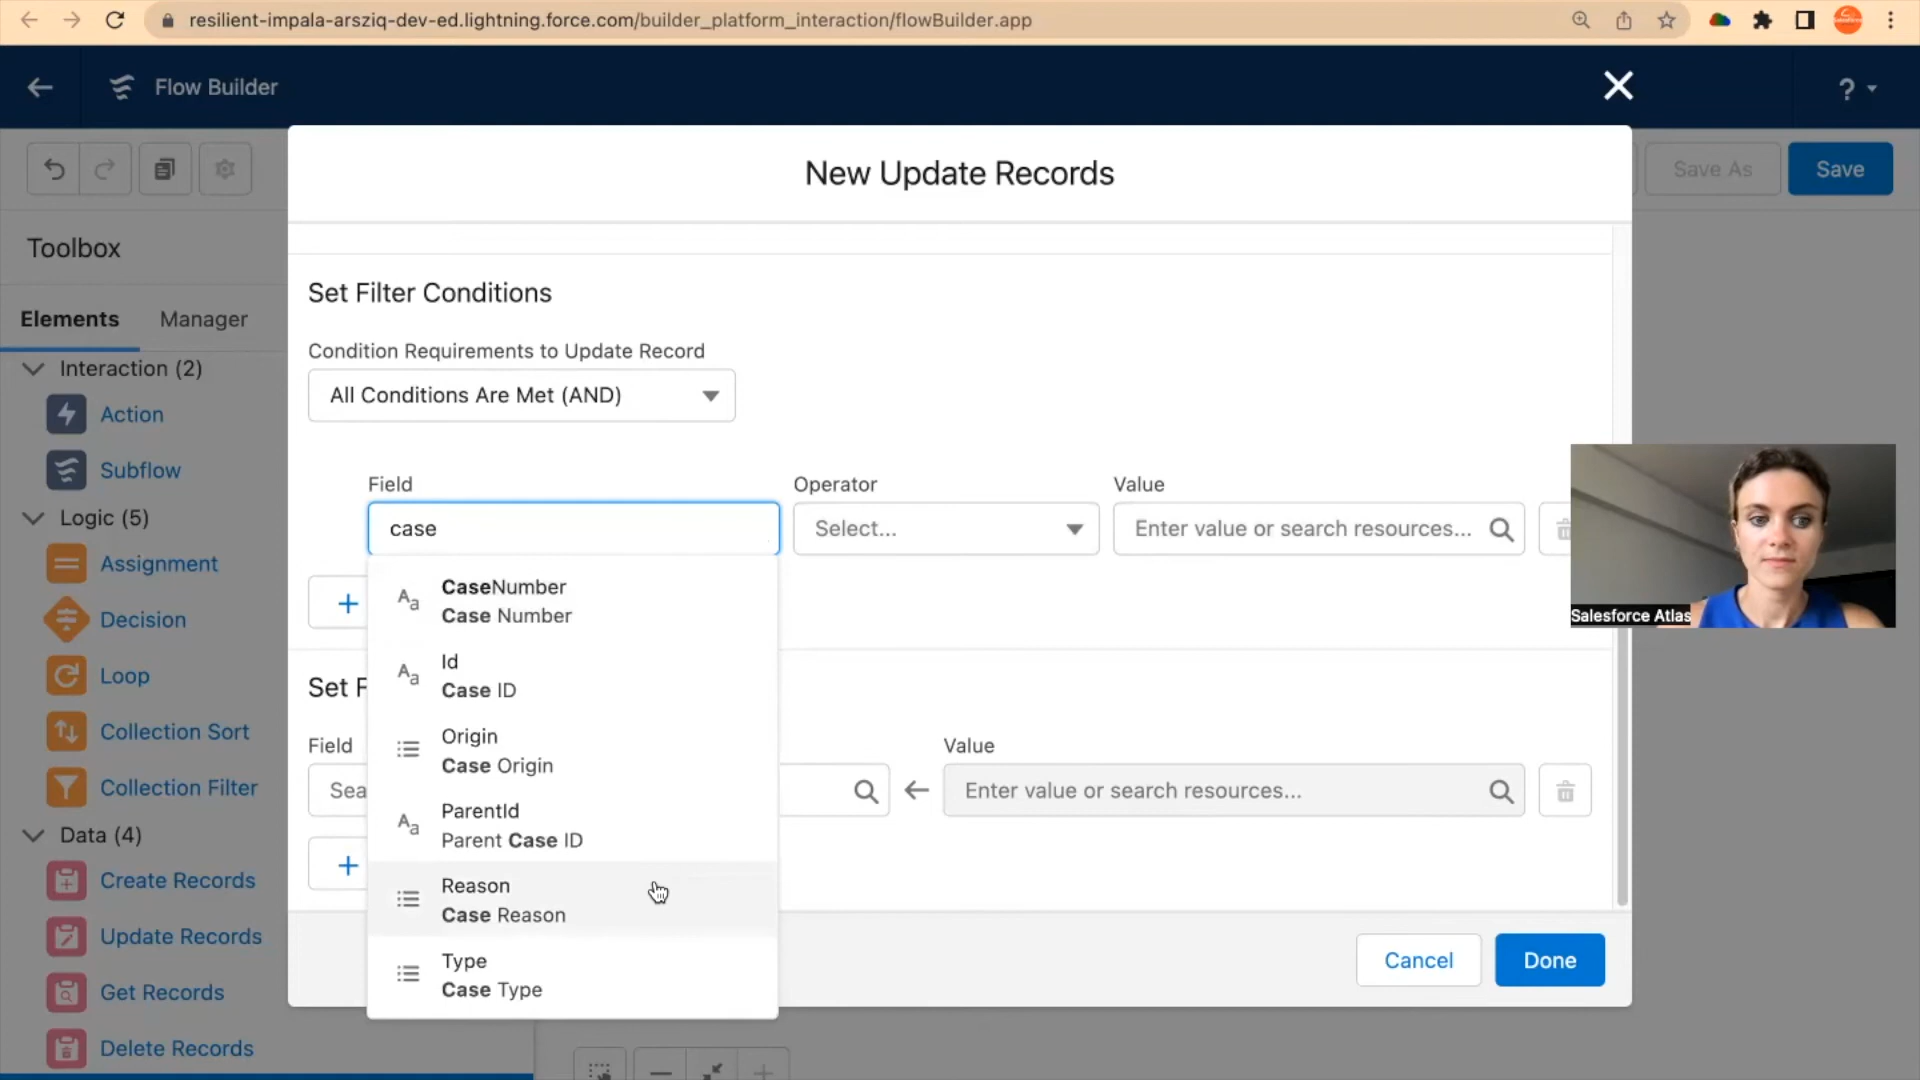 resilient-impala-arsziq-dev-ed.lightning.force.com/builder_platform_interaction/flowBuilder.app
Flow Builder
?
New Update Records
Save As
Save
Toolbox
Elements
Manager
Set Filter Conditions
Condition Requirements to Update Record
All Conditions Are Met (AND)
Interaction (2)
Action
Subflow
Logic (5)
Assignment
Decision
Loop
Collection Sort
Collection Filter
Data (4)
Create Records
Update Records
Get Records
Delete Records
Field
Operator
Value
case
Select...
Enter value or search resources...
Aa
CaseNumber
Case Number
Aa
Id
Case ID
Origin
Case Origin
Aa
ParentId
Parent Case ID
Reason
Case Reason
Type
Case Type
Set F
Field
Value
Sea
Enter value or search resources...
Cancel
Done
Salesforce Atlas